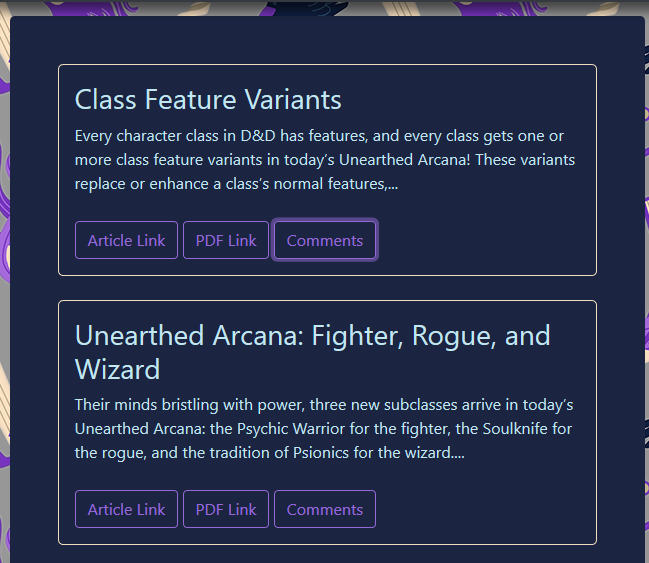 Class Feature Variants
Every character class in D&D has features, and every class gets one or
more class feature variants in today’s Unearthed Arcana! These variants
replace or enhance a class’s normal features,...
Article Link PDF Link Comments
Unearthed Arcana: Fighter, Rogue, and
Wizard
Their minds bristling with power, three new subclasses arrive in today’s
Unearthed Arcana: the Psychic Warrior for the fighter, the Soulknife for
the rogue, and the tradition of Psionics for the wizard....
Article Link PDF Link Comments